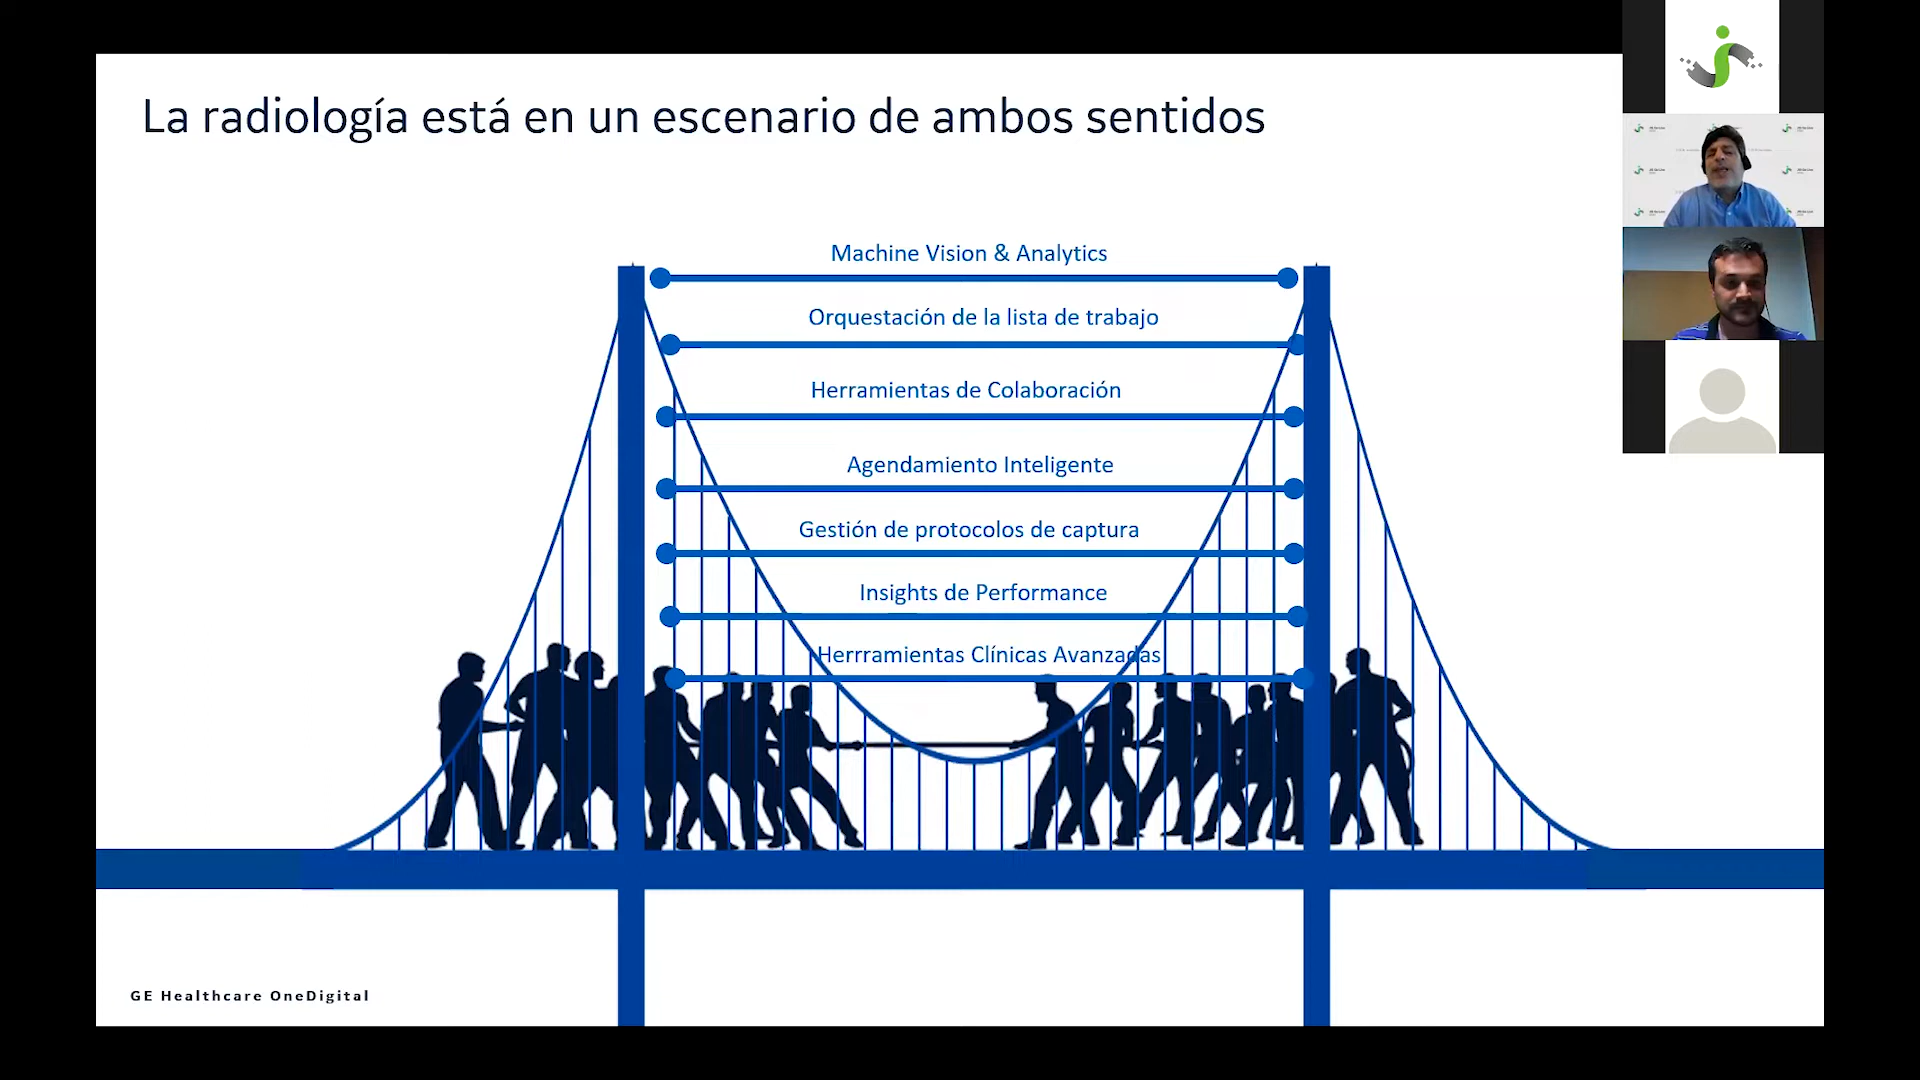 La radiología está en un escenario de ambos sentidos
Machine Vision & Analytics
Orquestación de la lista de trabajo
Herramientas de Colaboración
Agendamiento Inteligente
Gestión de protocolos de captura
Insights de Performance
Herrramientas Clínicas Avanzadas
GE Healthcare OneDigital